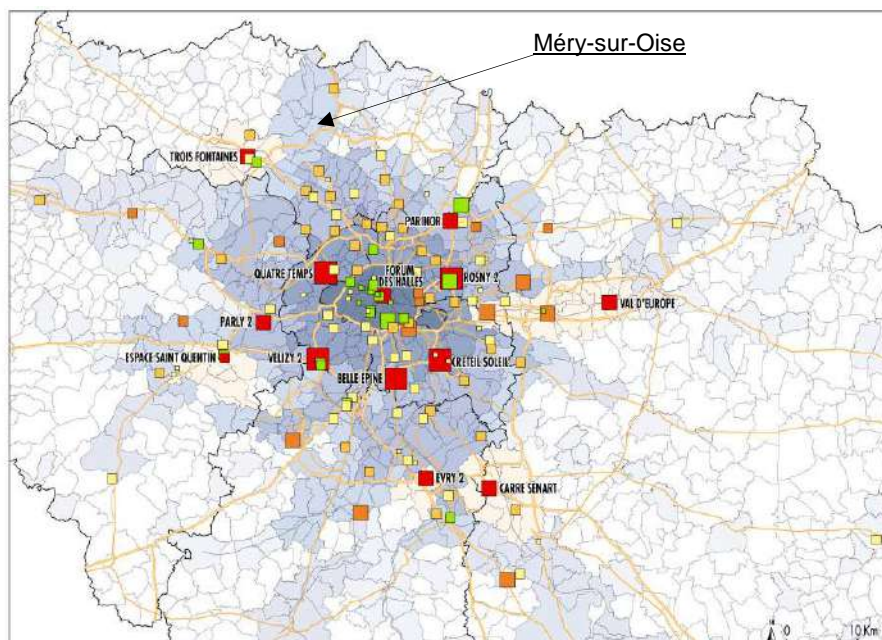 Méry-sur-Oise
TROIS FONTAINES
PARINOR
QUATRE TEMPS
FORUM
DES HALLES
ROSNY 2
VAL D'EUROPE
PARLY 2
ESPACE SAINT QUENTIN
VELIZY 2
CRETEIL SOLEIL
BELLE EPINE
EVRY 2
CARRE SENART
0 10 Km